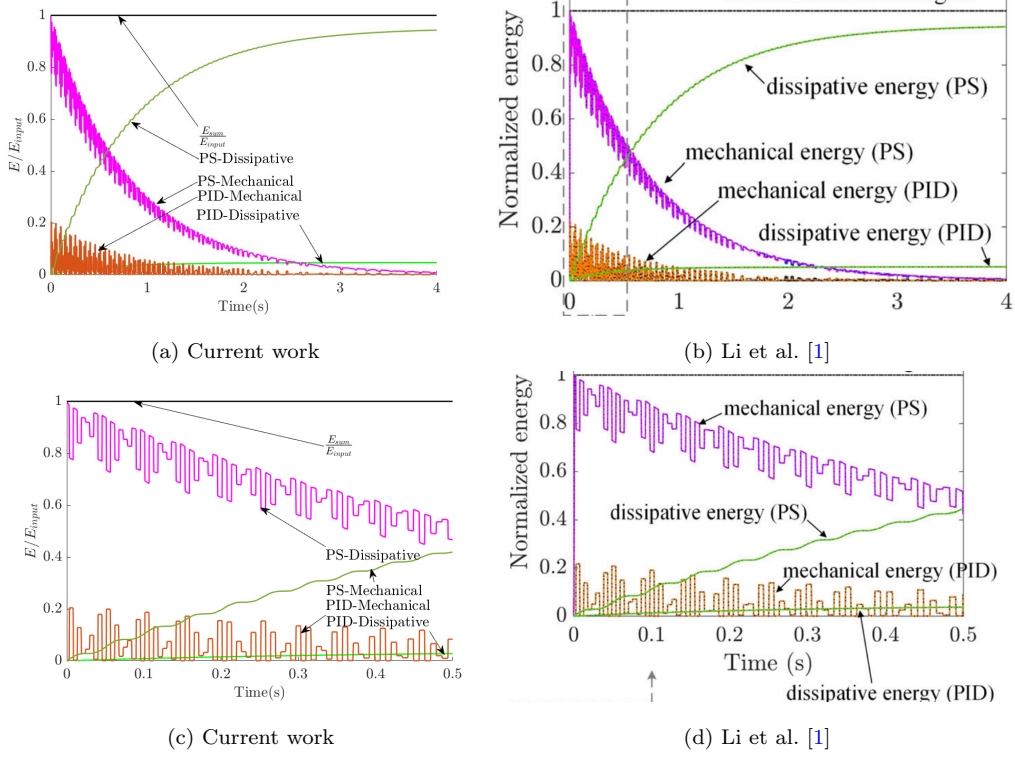 1
0.8
0.6
0.4
0.2
0
E/E_input
E_sum/E_input
PS-Dissipative
PS-Mechanical
PID-Mechanical
PID-Dissipative
0 1 2 3 4
Time(s)
(a) Current work
1
0.8
0.6
0.4
0.2
0
Normalized energy
dissipative energy (PS)
mechanical energy (PS)
mechanical energy (PID)
dissipative energy (PID)
0 1 2 3 4
(b) Li et al. [1]
1
0.8
0.6
0.4
0.2
0
E/E_input
E_sum/E_input
PS-Dissipative
PS-Mechanical
PID-Mechanical
PID-Dissipative
0 0.1 0.2 0.3 0.4 0.5
Time(s)
(c) Current work
1
0.8
0.6
0.4
0.2
0
Normalized energy
mechanical energy (PS)
dissipative energy (PS)
mechanical energy (PID)
0 0.1 0.2 0.3 0.4 0.5
Time (s)
dissipative energy (PID)
(d) Li et al. [1]